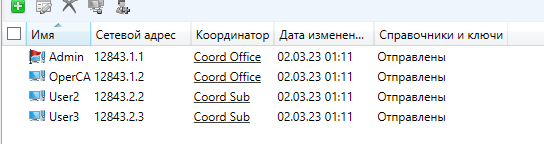 Имя Сетевой адрес Координатор Дата изменен... Справочники и ключи
Admin 12843.1.1 Coord Office 02.03.23 01:11 Отправлены
OperCA 12843.1.2 Coord Office 02.03.23 01:11 Отправлены
User2 12843.2.2 Coord Sub 02.03.23 01:11 Отправлены
User3 12843.2.3 Coord Sub 02.03.23 01:11 Отправлены